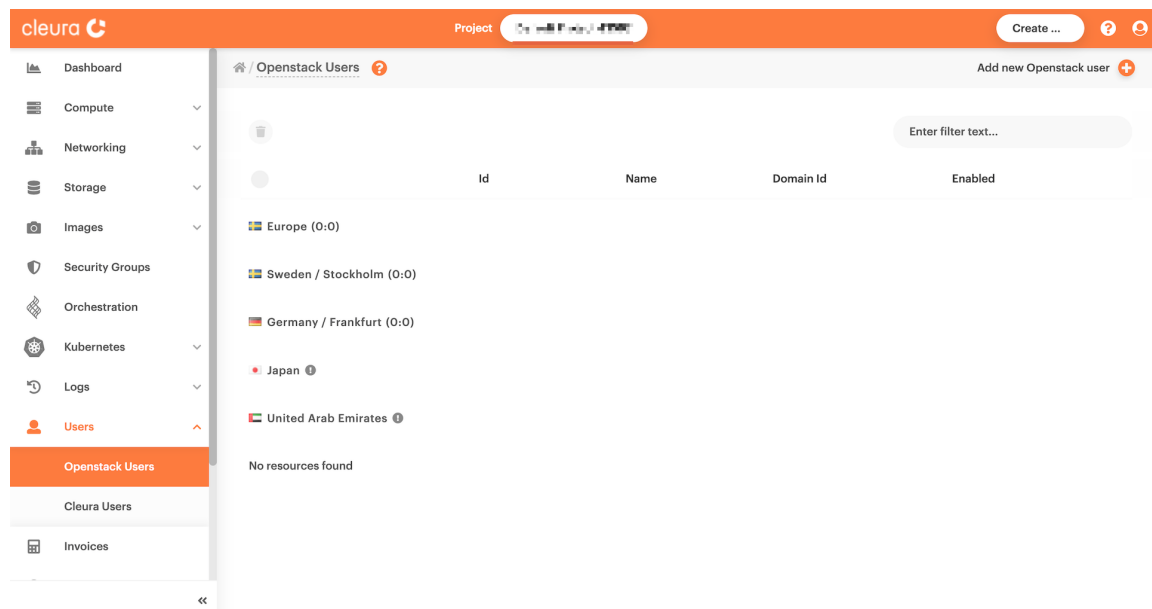 cleura
Project
Create ...
Dashboard
Compute
Networking
Storage
Images
Security Groups
Orchestration
Kubernetes
Logs
Users
Openstack Users
Cleura Users
Invoices
/ Openstack Users
Add new Openstack user
Enter filter text...
Id Name Domain Id Enabled
Europe (0:0)
Sweden / Stockholm (0:0)
Germany / Frankfurt (0:0)
Japan
United Arab Emirates
No resources found